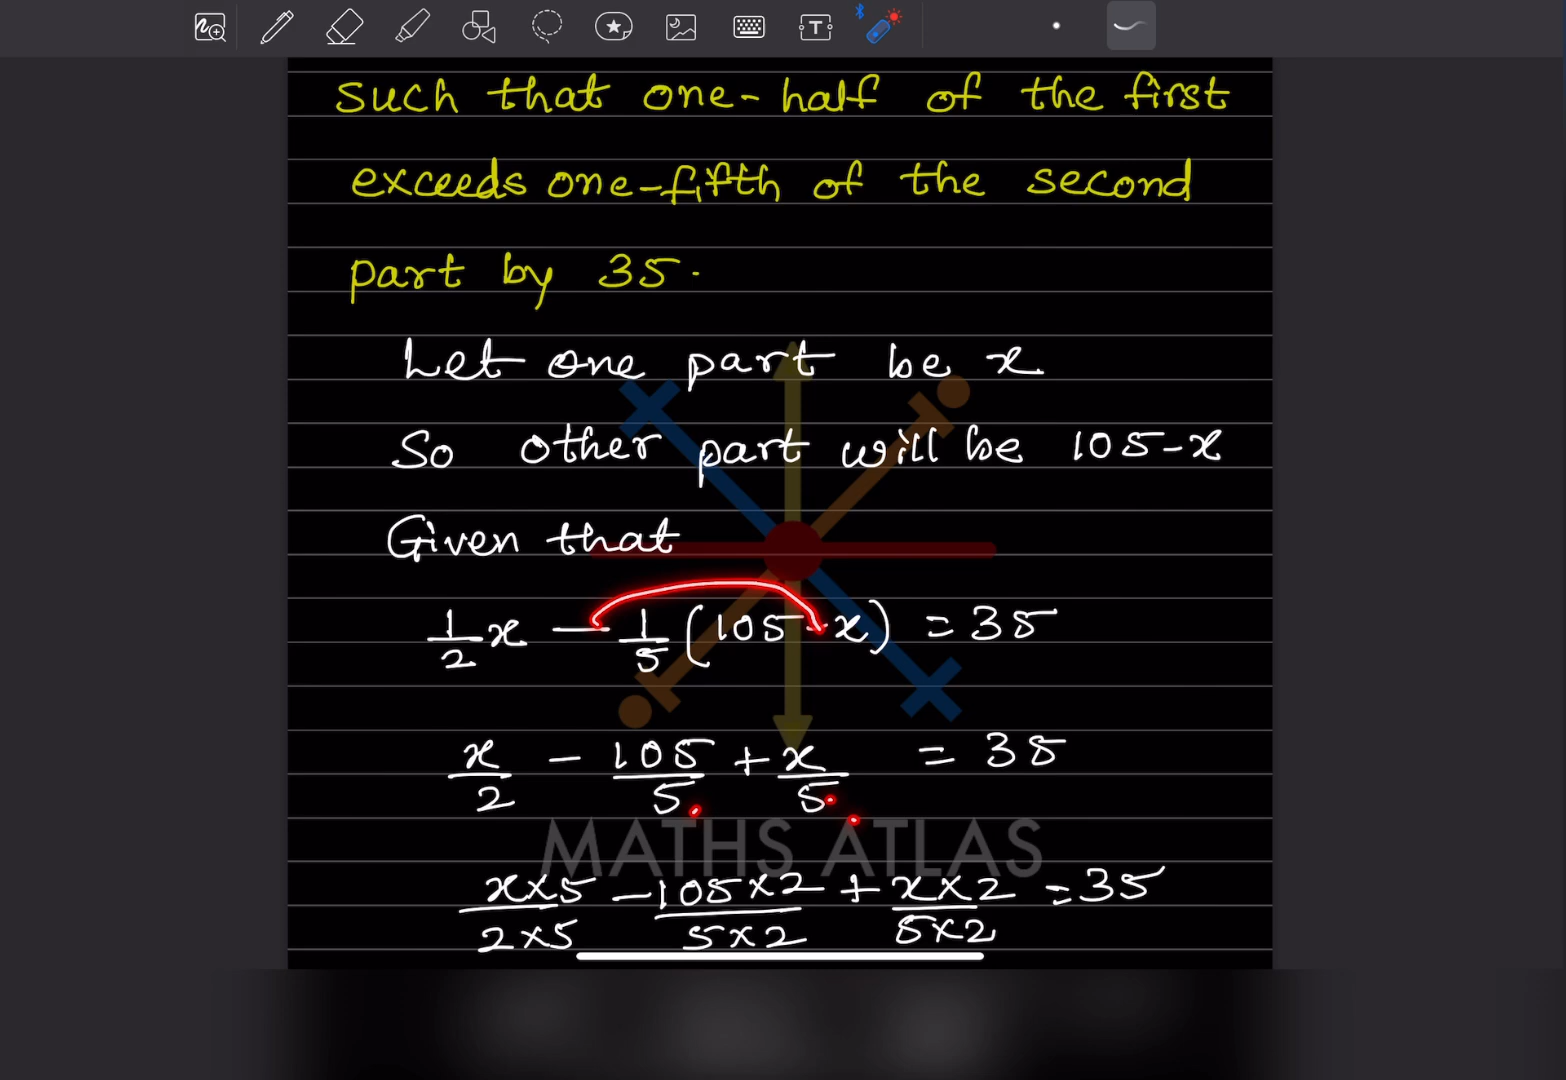 such that one-half of the first
exceeds one-fifth of the second
part by 35.
Let one part be x
So other part will be 105-x
Given that
1/2 x - 1/5 (105-x) = 35
x/2 - 105/5 + x/5 = 35
x×5/2×5 - 105×2/5×2 + x×2/5×2 = 35
MATHS ATLAS